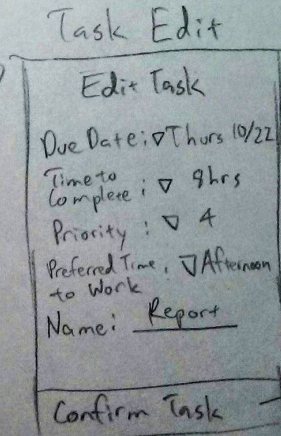 Task Edit
Edit Task
Due Date: ▽ Thurs 10/22
Time to
Complete : ▽ 8hrs
Priority : ▽ 4
Preferred Time : ▽ Afternoon
to Work
Name: Report
Confirm Task